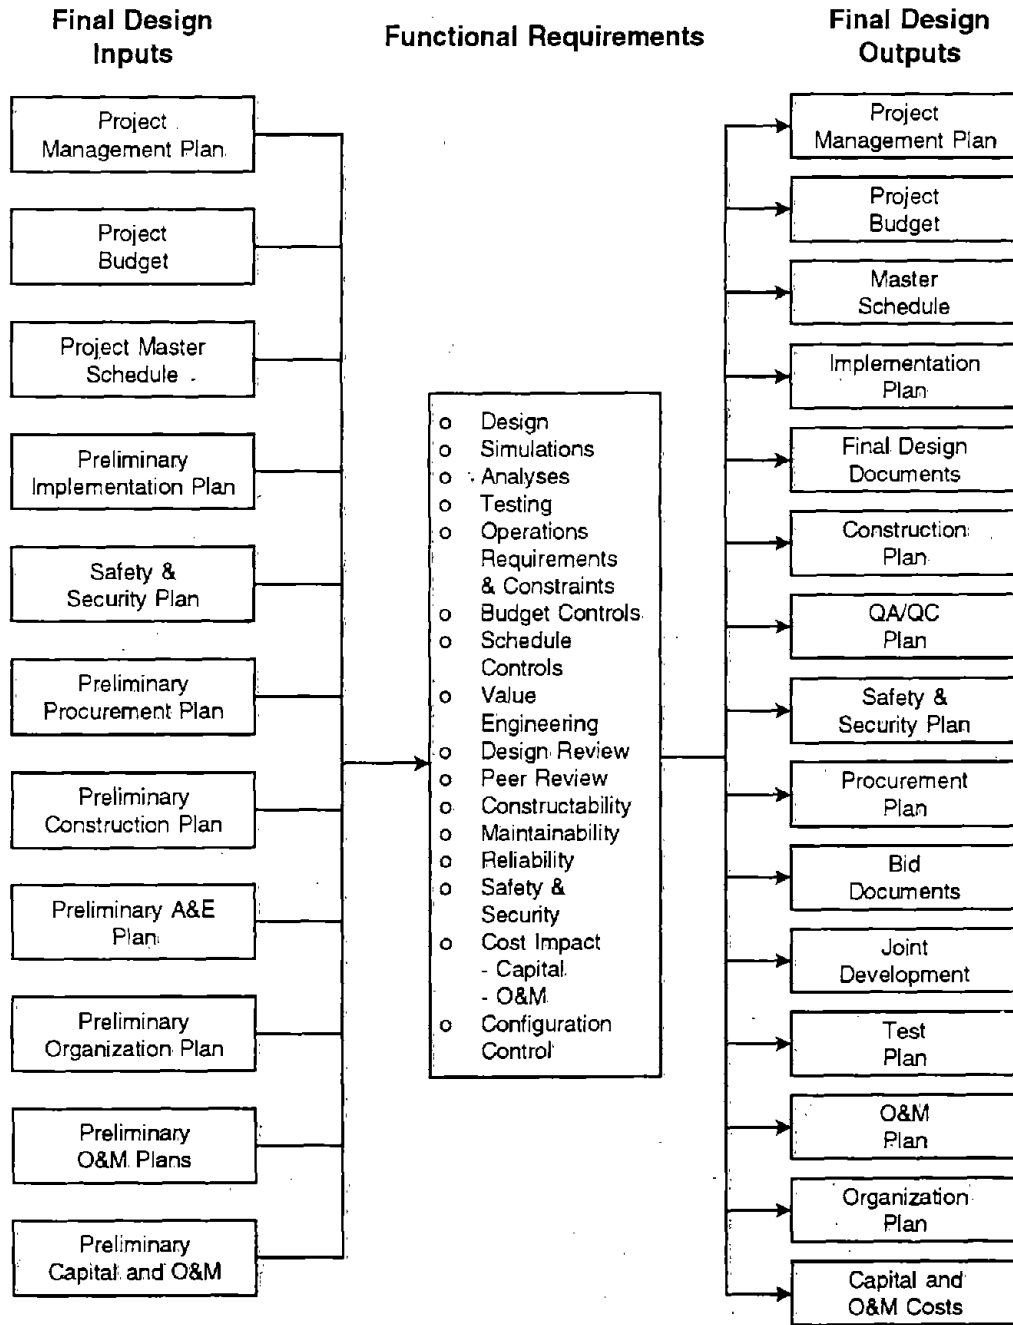 Final Design
Inputs
Project
Management Plan
Project
Budget
Project Master
Schedule
Preliminary
Implementation Plan
Safety &
Security Plan
Preliminary
Procurement Plan
Preliminary
Construction Plan
Preliminary A&E
Plan
Preliminary
Organization Plan
Preliminary
O&M Plans
Preliminary
Capital and O&M
Functional Requirements
o Design
o Simulations
o Analyses
o Testing
o Operations
Requirements
& Constraints
o Budget Controls
o Schedule
Controls
o Value
Engineering
o Design Review
o Peer Review
o Constructability
o Maintainability
o Reliability
o Safety &
Security
o Cost Impact
- Capital
- O&M
o Configuration
Control
Final Design
Outputs
Project
Management Plan
Project
Budget
Master
Schedule
Implementation
Plan
Final Design
Documents
Construction
Plan
QA/QC
Plan
Safety &
Security Plan
Procurement
Plan
Bid
Documents
Joint
Development
Test
Plan
O&M
Plan
Organization
Plan
Capital and
O&M Costs